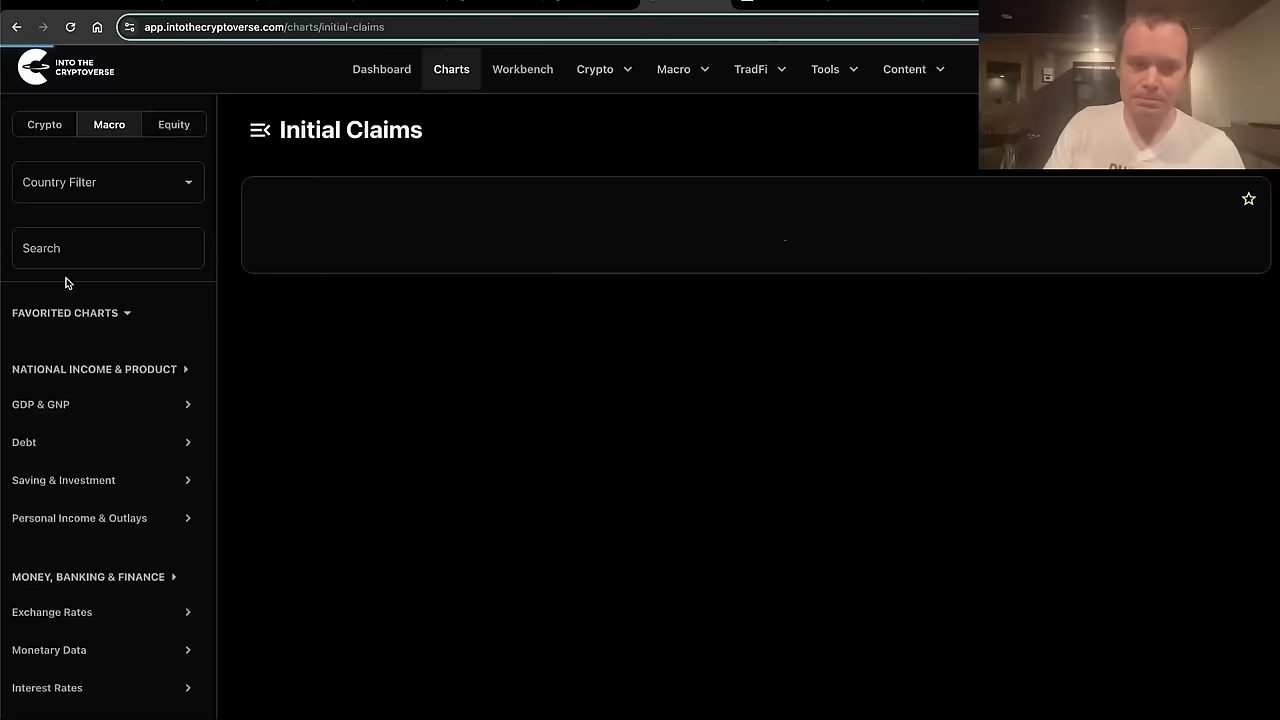 app.intothecryptoverse.com/charts/initial-claims
INTO THE
CRYPTOVERSE
Dashboard
Charts
Workbench
Crypto
Macro
TradFi
Tools
Content
Crypto
Macro
Equity
Initial Claims
Country Filter
Search
FAVORITED CHARTS
NATIONAL INCOME & PRODUCT
GDP & GNP
Debt
Saving & Investment
Personal Income & Outlays
MONEY, BANKING & FINANCE
Exchange Rates
Monetary Data
Interest Rates